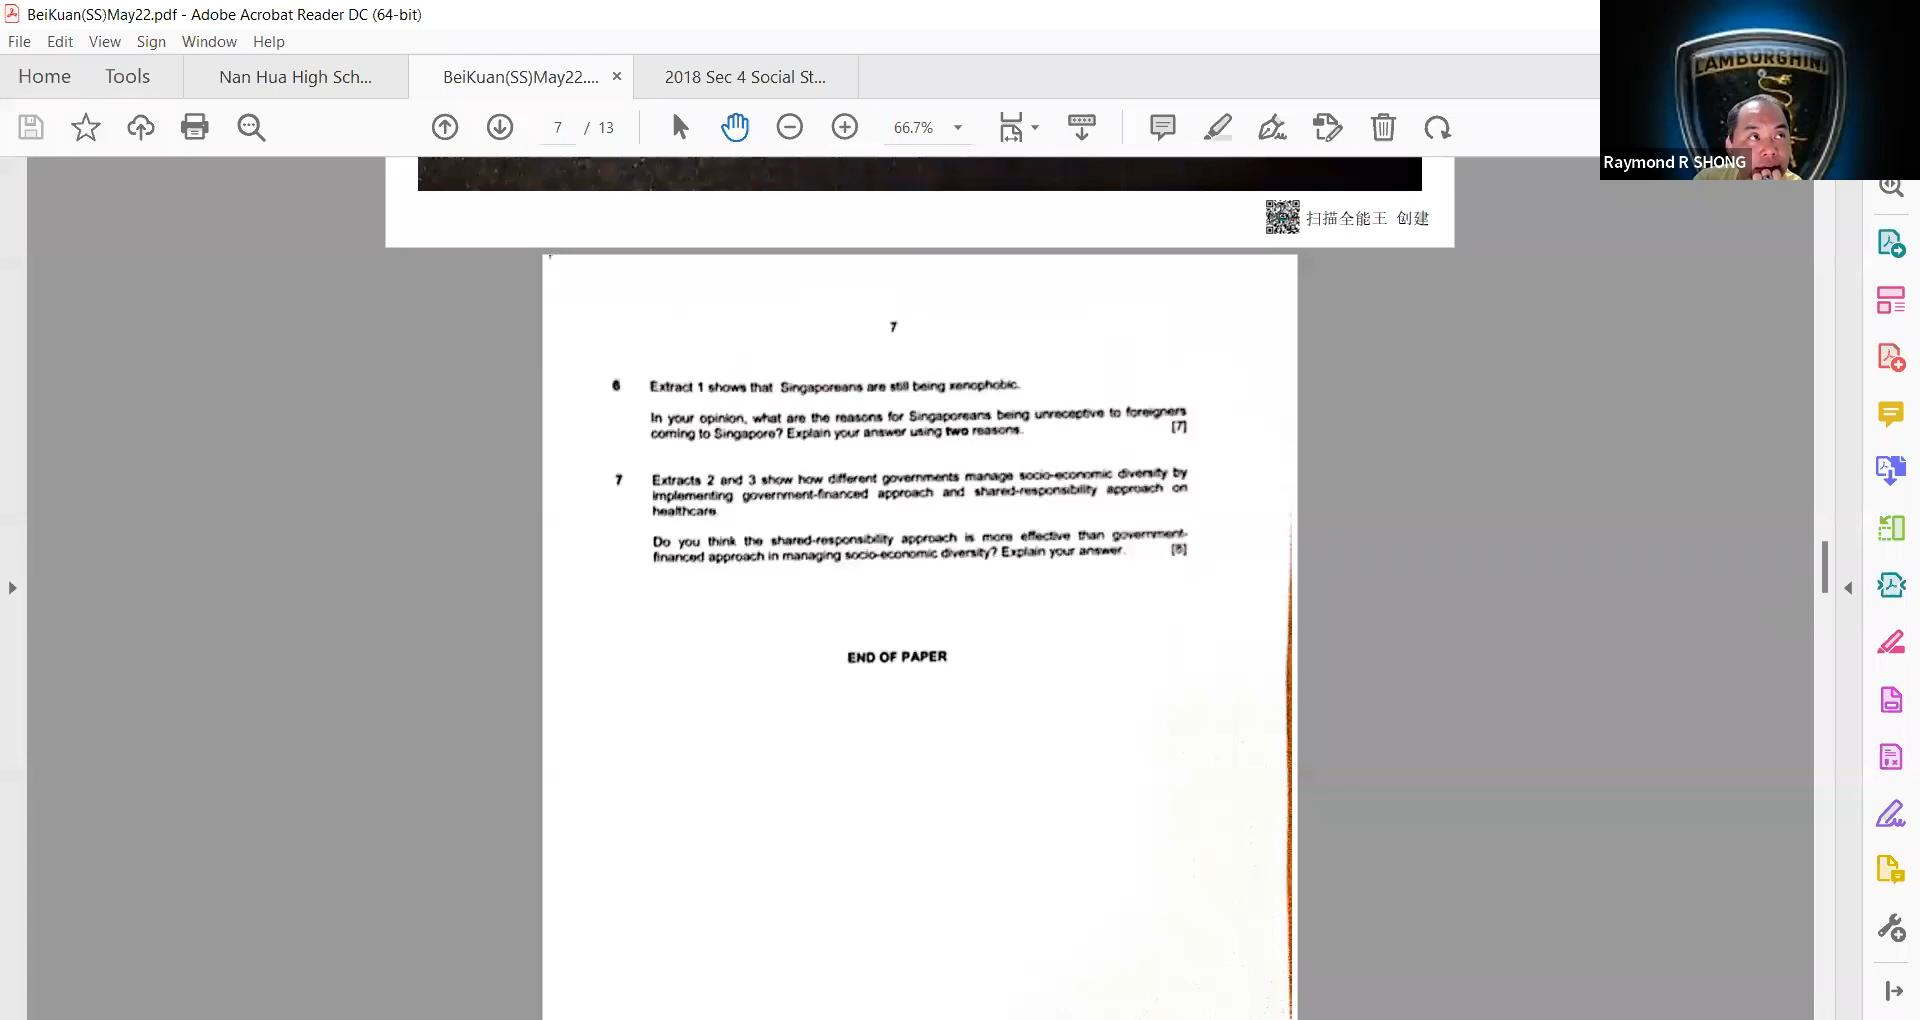 BeiKuan(SS)May22.pdf - Adobe Acrobat Reader DC (64-bit)
File Edit View Sign Window Help
Home Tools Nan Hua High Sch... BeiKuan(SS)May22.... × 2018 Sec 4 Social St...
7 / 13 66.7%
LAMBORGHINI
Raymond R SHONG
扫描全能王 创建
7
6 Extract 1 shows that Singaporeans are still being xenophobic.
In your opinion, what are the reasons for Singaporeans being unreceptive to foreigners
coming to Singapore? Explain your answer using two reasons. [7]
7 Extracts 2 and 3 show how different governments manage socio-economic diversity by
implementing government-financed approach and shared-responsibility approach on
healthcare.
Do you think the shared-responsibility approach is more effective than government-
financed approach in managing socio-economic diversity? Explain your answer. [8]
END OF PAPER